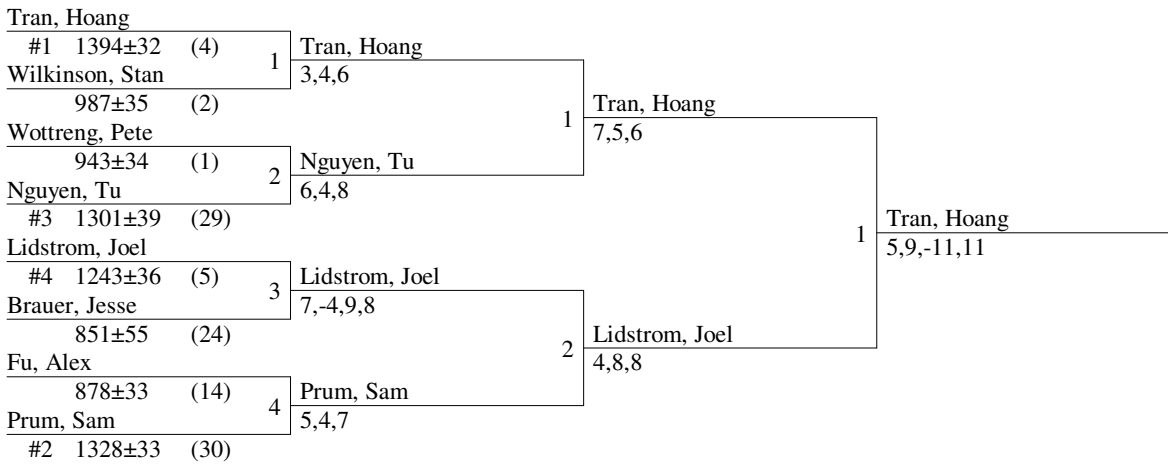 Tran, Hoang
#1 1394±32 (4)
Wilkinson, Stan
987±35 (2)
Wottreng, Pete
943±34 (1)
Nguyen, Tu
#3 1301±39 (29)
Lidstrom, Joel
#4 1243±36 (5)
Brauer, Jesse
851±55 (24)
Fu, Alex
878±33 (14)
Prum, Sam
#2 1328±33 (30)
1
Tran, Hoang
3,4,6
2
Nguyen, Tu
6,4,8
3
Lidstrom, Joel
7,-4,9,8
4
Prum, Sam
5,4,7
1
Tran, Hoang
7,5,6
2
Lidstrom, Joel
4,8,8
1
Tran, Hoang
5,9,-11,11